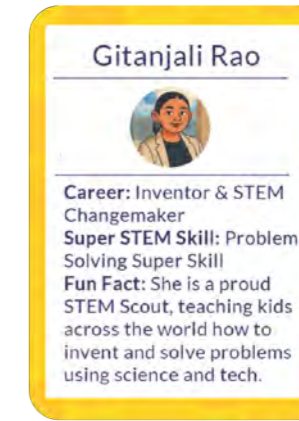 Gitanjali Rao
Career: Inventor & STEM
Changemaker
Super STEM Skill: Problem
Solving Super Skill
Fun Fact: She is a proud
STEM Scout, teaching kids
across the world how to
invent and solve problems
using science and tech.